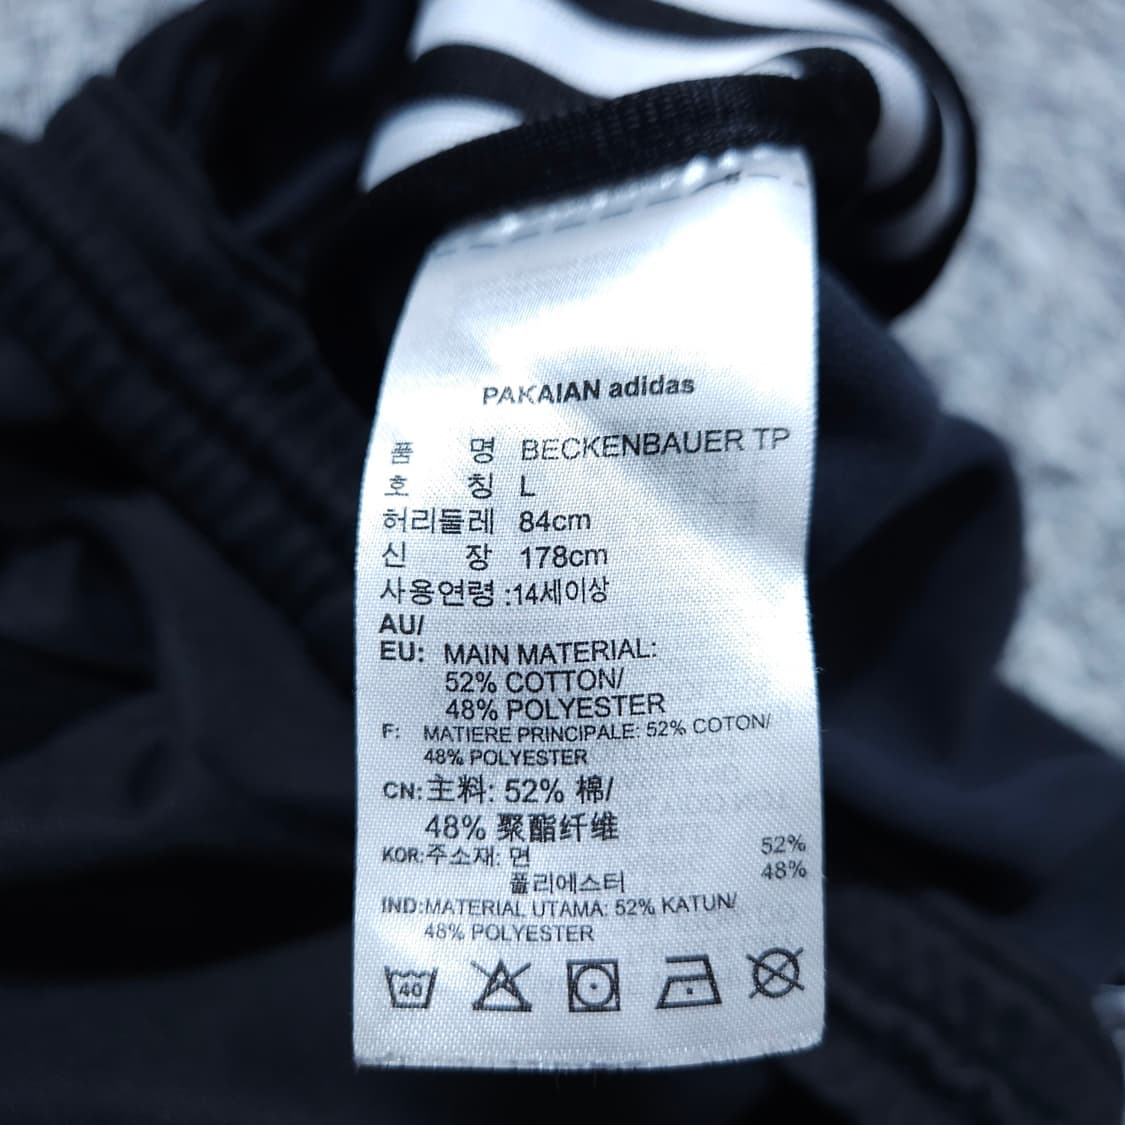 PAKAIAN adidas
품 명 BECKENBAUER TP
호 칭 L
허리둘레 84cm
신 장 178cm
사용연령 :14세이상
AU/
EU: MAIN MATERIAL:
52% COTTON/
48% POLYESTER
F: MATIERE PRINCIPALE: 52% COTON/
48% POLYESTER
CN:主料: 52% 棉/
48% 聚酯纤维
KOR:주소재: 면 52%
폴리에스터 48%
IND:MATERIAL UTAMA: 52% KATUN/
48% POLYESTER
40